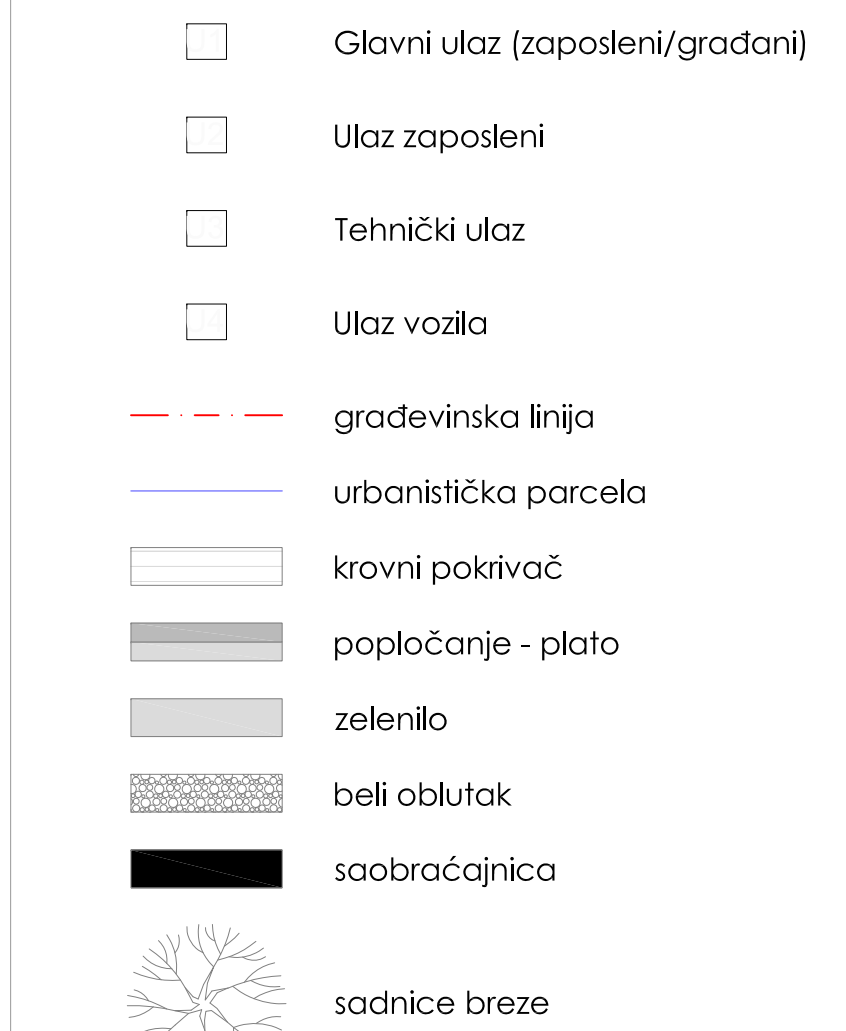 U1 Glavni ulaz (zaposleni/građani)
U2 Ulaz zaposleni
U3 Tehnički ulaz
U4 Ulaz vozila
građevinska linija
urbanistička parcela
krovni pokrivač
popločanje - plato
zelenilo
beli oblutak
saobraćajnica
sadnice breze